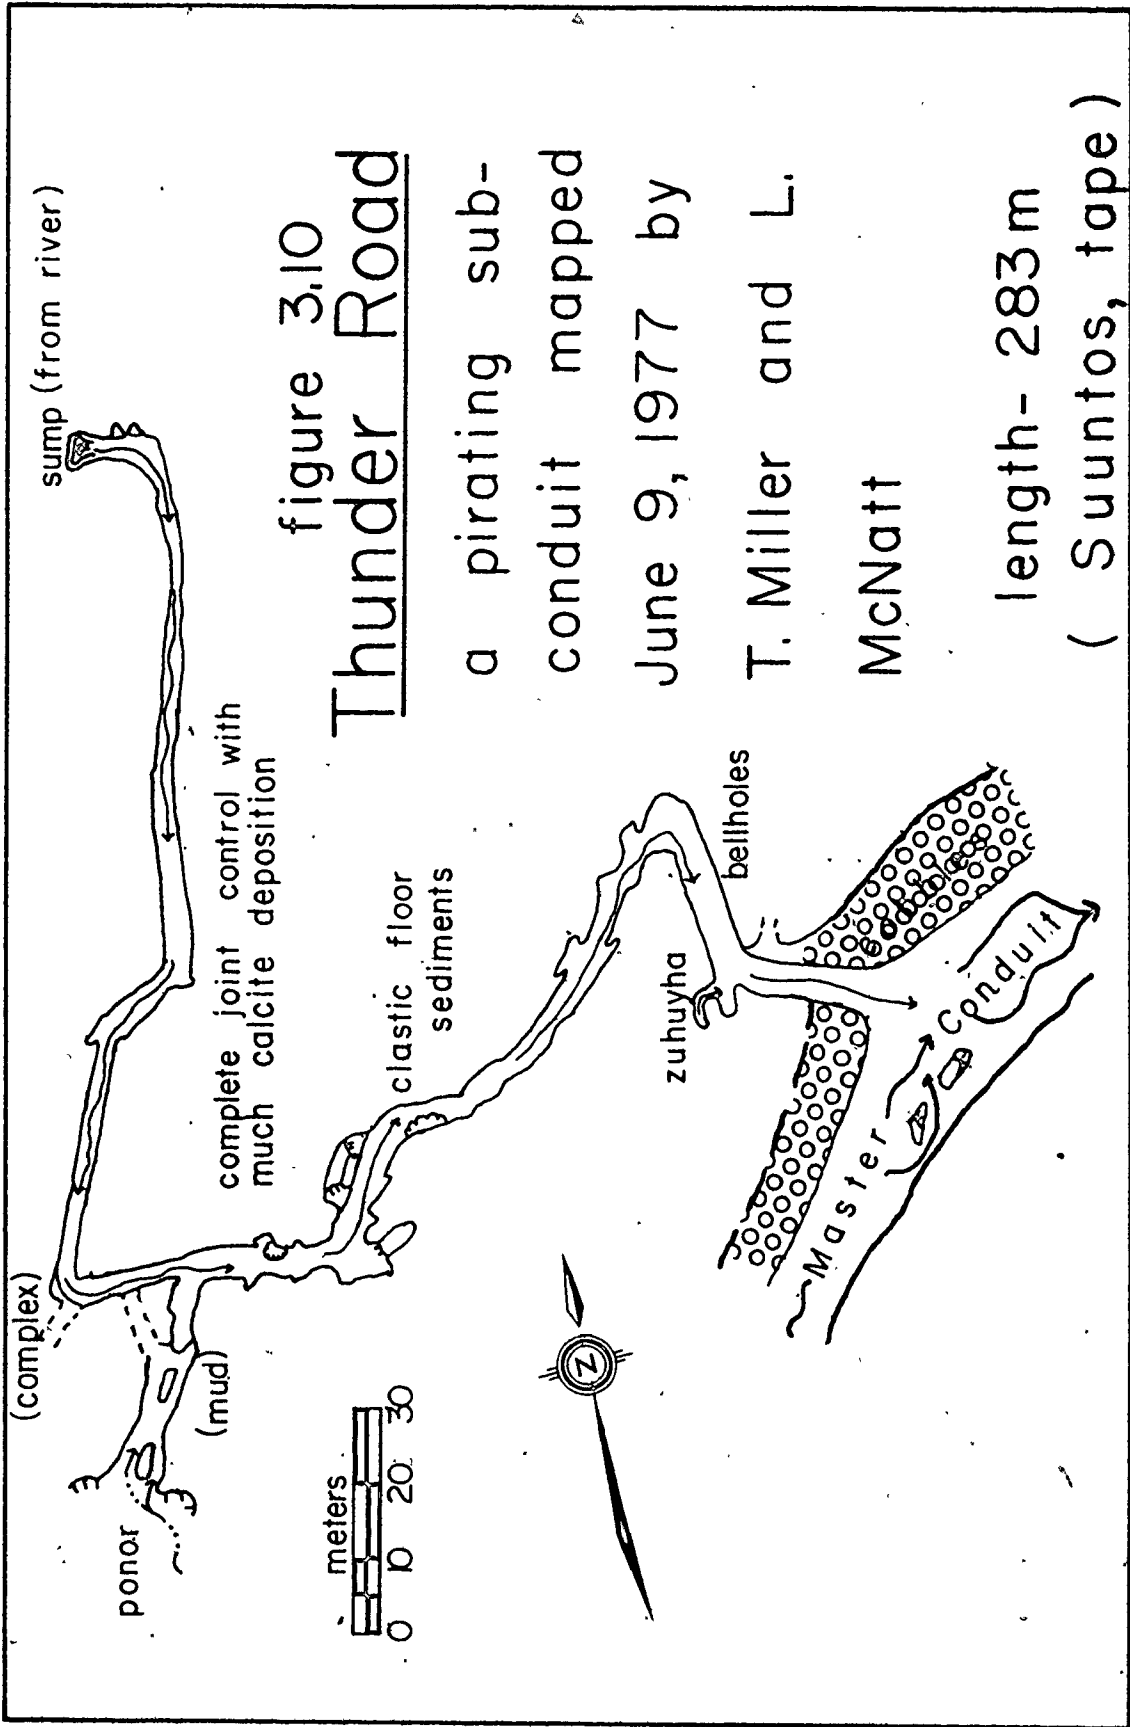 sump (from river)
figure 3.10
Thunder Road
a pirating sub-
conduit mapped
June 9, 1977 by
T. Miller and L.
McNatt
length- 283m
( Suuntos, tape )
(complex)
complete joint control with
much calcite deposition
clastic floor
sediments
bellholes
zuhuyha
cobbles
Master Conduit
(mud)
ponor
meters
0 10 20 30
N